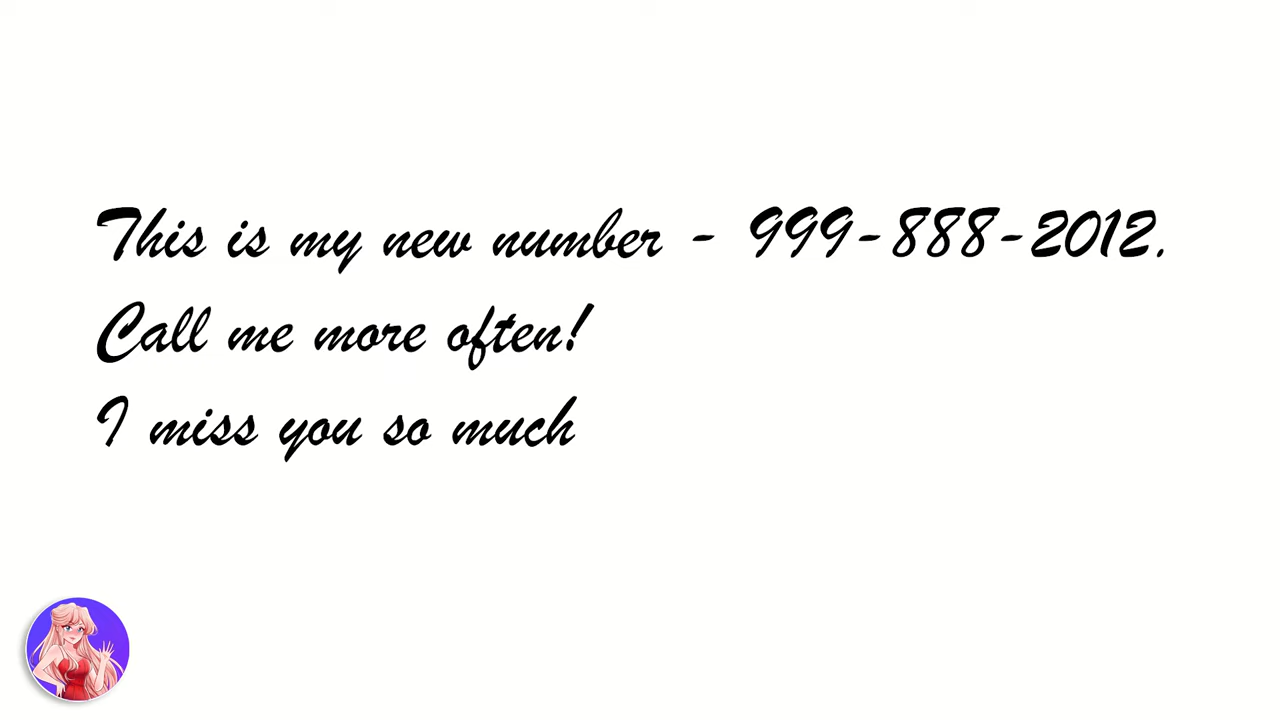 This is my new number - 999-888-2012.
Call me more often!
I miss you so much